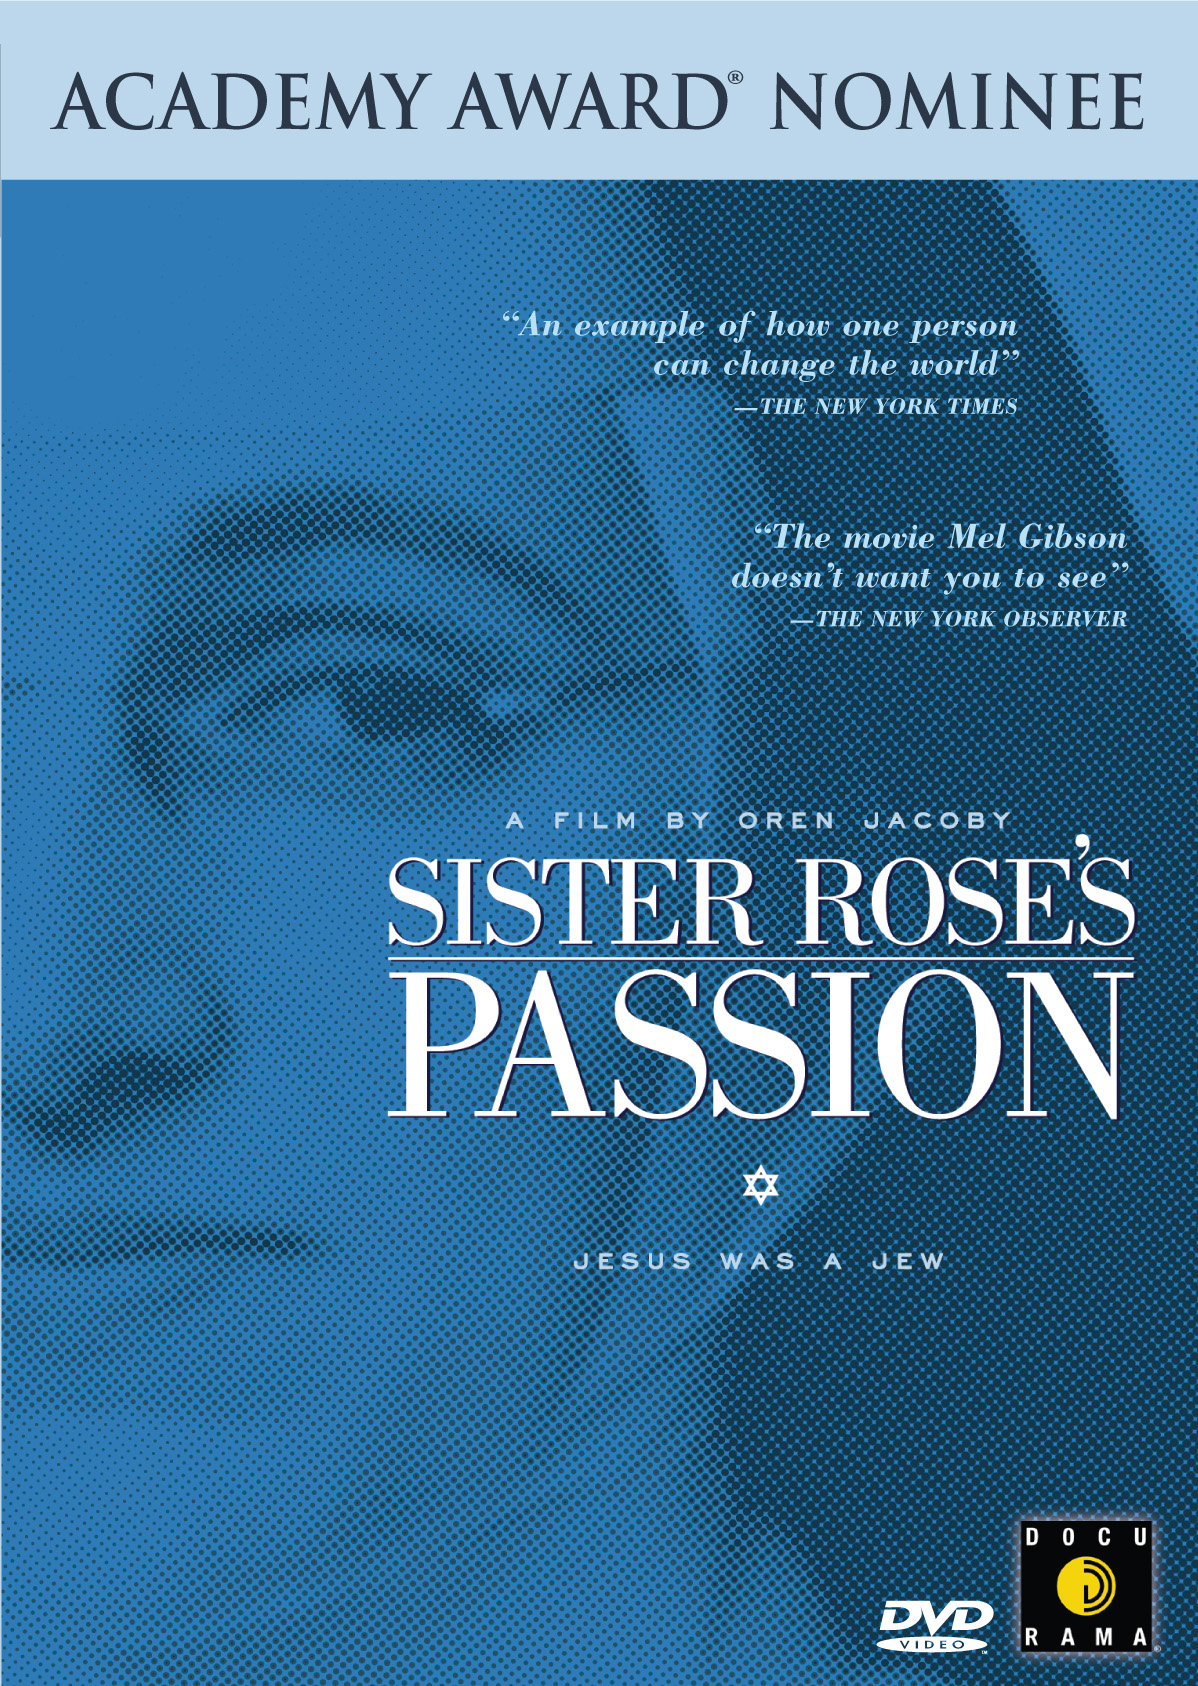 ACADEMY AWARD® NOMINEE
“An example of how one person
can change the world”
—THE NEW YORK TIMES
“The movie Mel Gibson
doesn’t want you to see”
—THE NEW YORK OBSERVER
A FILM BY OREN JACOBY
SISTER ROSE’S
PASSION
JESUS WAS A JEW
DOCU
RAMA®
DVD
VIDEO™